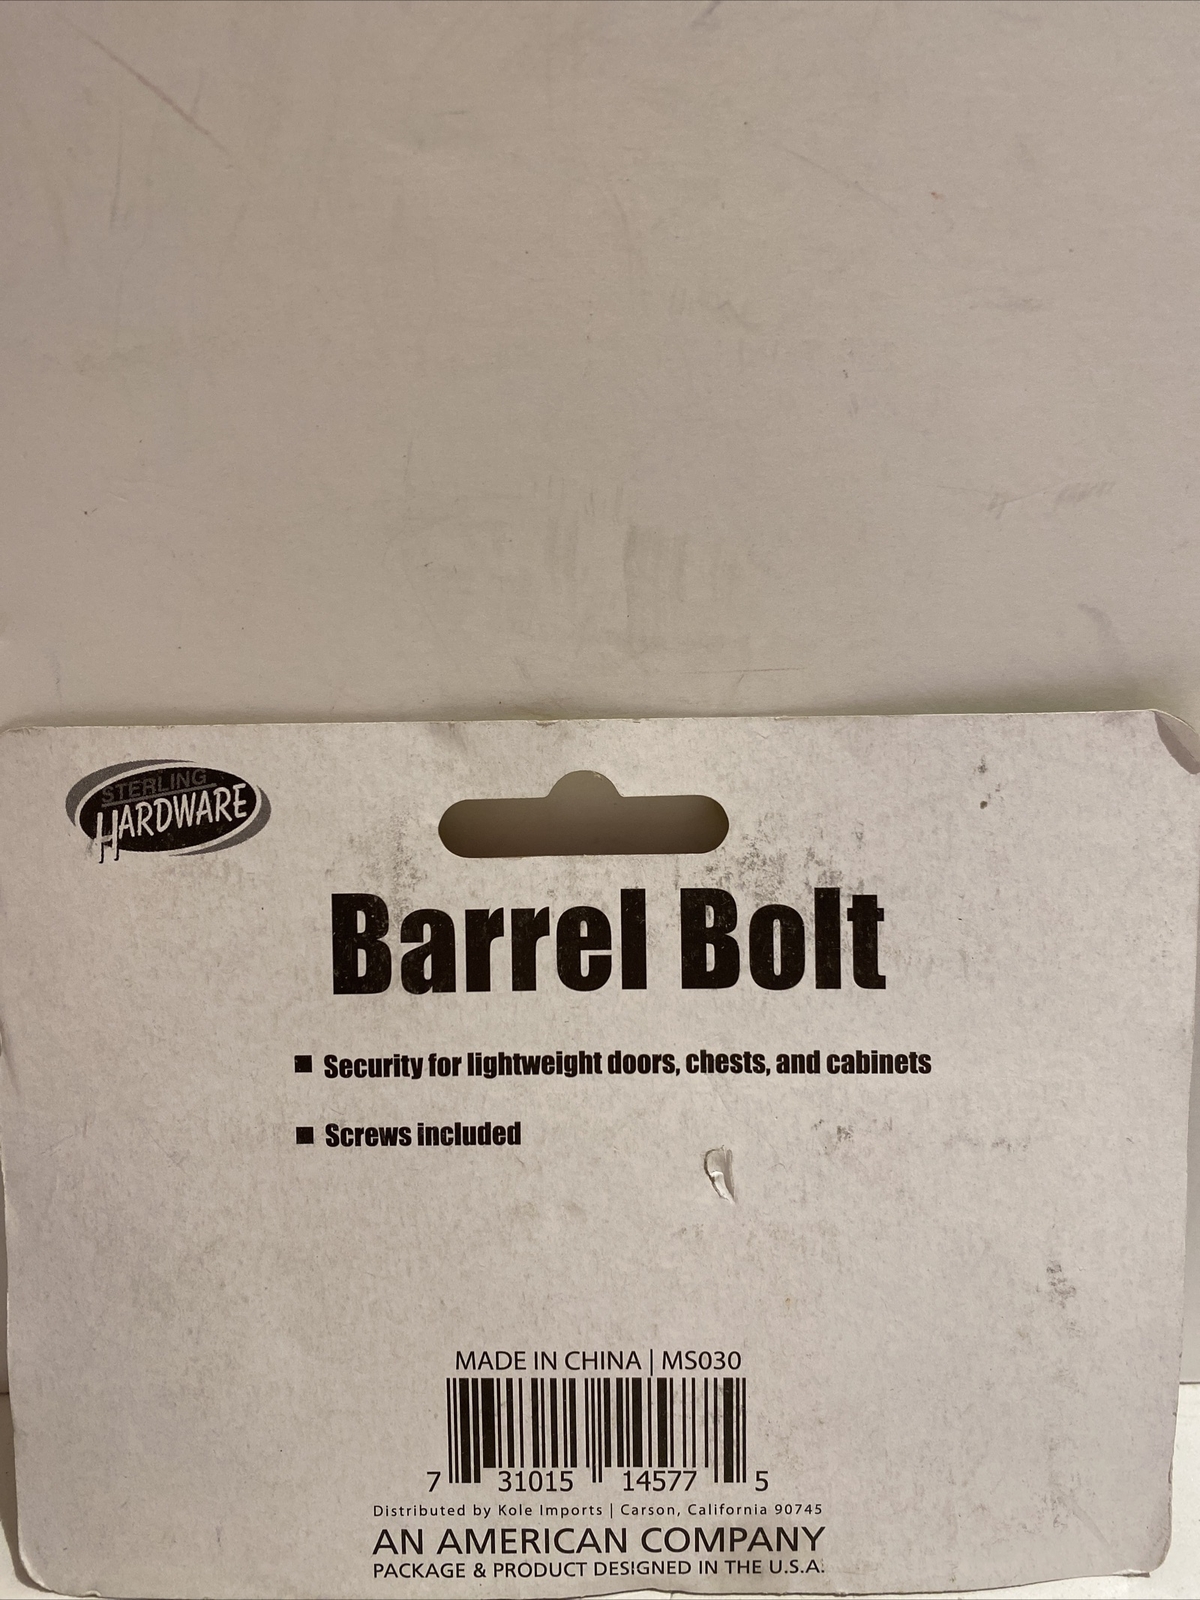 STERLING
HARDWARE
Barrel Bolt
■ Security for lightweight doors, chests, and cabinets
■ Screws included
MADE IN CHINA | MS030
7 31015 14577 5
Distributed by Kole Imports | Carson, California 90745
AN AMERICAN COMPANY
PACKAGE & PRODUCT DESIGNED IN THE U.S.A.